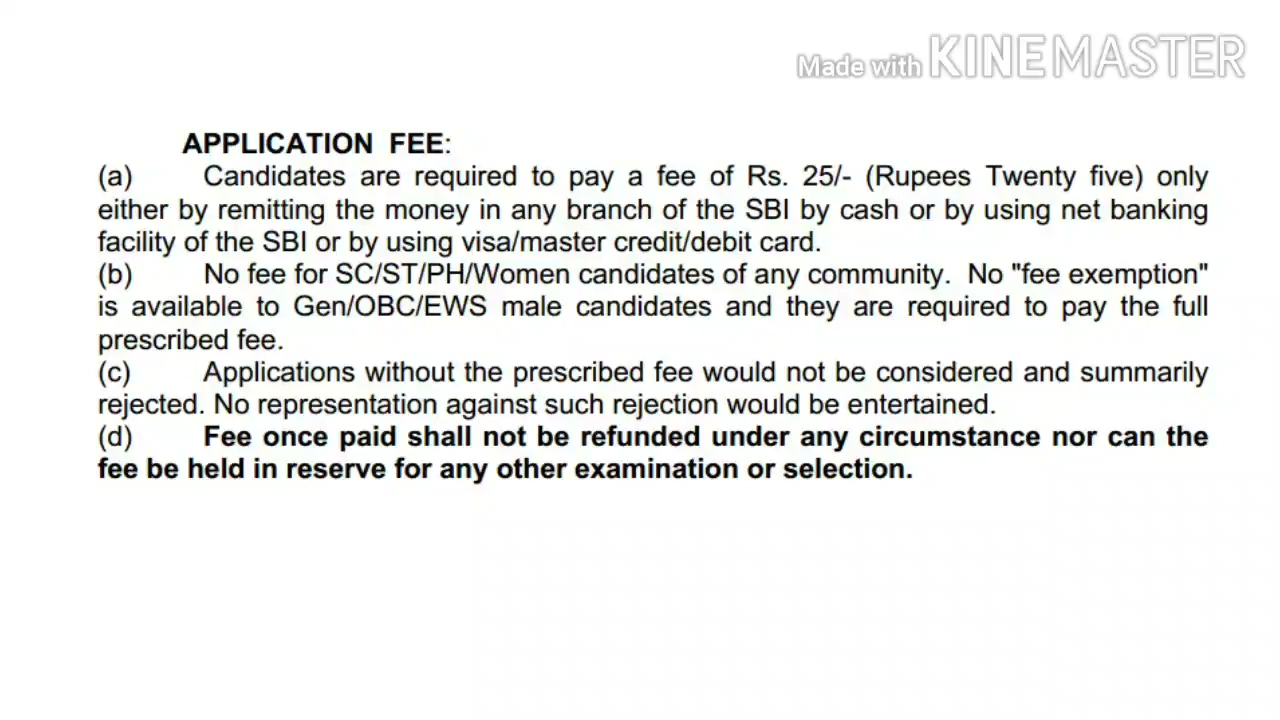 Made with KINEMASTER
APPLICATION FEE:
(a) Candidates are required to pay a fee of Rs. 25/- (Rupees Twenty five) only
either by remitting the money in any branch of the SBI by cash or by using net banking
facility of the SBI or by using visa/master credit/debit card.
(b) No fee for SC/ST/PH/Women candidates of any community. No "fee exemption"
is available to Gen/OBC/EWS male candidates and they are required to pay the full
prescribed fee.
(c) Applications without the prescribed fee would not be considered and summarily
rejected. No representation against such rejection would be entertained.
(d) Fee once paid shall not be refunded under any circumstance nor can the
fee be held in reserve for any other examination or selection.